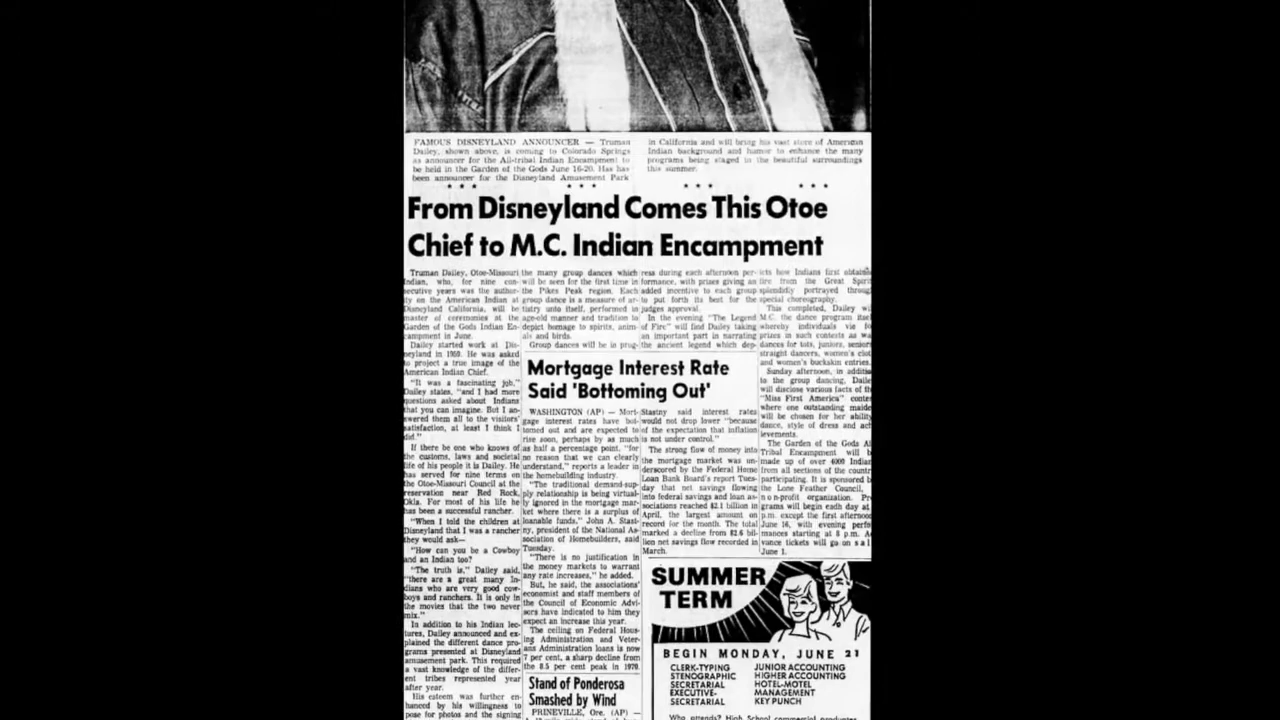 FAMOUS DISNEYLAND ANNOUNCER — Truman
Dailey, shown above, is coming to Colorado Springs
as announcer for the All-tribal Indian Encampment to
be held in the Garden of the Gods June 16-20. Has has
been announcer for the Disneyland Amusement Park
in California and will bring his vast store of American
Indian background and humor to enhance the many
programs being staged in the beautiful surroundings
this summer.
From Disneyland Comes This Otoe
Chief to M.C. Indian Encampment
Truman Dailey, Otoe-Missouri
Indian, who, for nine con-
secutive years was the author-
ity on the American Indian at
Disneyland California, will be
master of ceremonies at the
Garden of the Gods Indian En-
campment in June.
Dailey started work at Dis-
neyland in 1950. He was asked
to project a true image of the
American Indian Chief.
"It was a fascinating job,"
Dailey states, "and I had more
questions asked about Indians
that you can imagine. But I an-
swered them all to the visitors'
satisfaction, at least I think I
did."
If there be one who knows of
the customs, laws and societal
life of his people it is Dailey. He
has served for nine terms on
the Otoe-Missouri Council at the
reservation near Red Rock,
Okla. For most of his life he
has been a successful rancher.
"When I told the children at
Disneyland that I was a rancher
they would ask—
"How can you be a Cowboy
and an Indian too?
"The truth is," Dailey said,
"there are a great many In-
dians who are very good cow-
boys and ranchers. It is only in
the movies that the two never
mix."
In addition to his Indian lec-
tures, Dailey announced and ex-
plained the different dance pro-
grams presented at Disneyland
amusement park. This required
a vast knowledge of the differ-
ent tribes represented year
after year.
His esteem was further en-
hanced by his willingness to
pose for photos and the signing
the many group dances which
will be seen for the first time in
the Pikes Peak region. Each
group dance is a measure of ar-
tistry unto itself, performed in
age-old manner and tradition to
depict homage to spirits, anim-
als and birds.
Group dances will be in prog-
ress during each afternoon per-
formance, with prizes giving an
added incentive to each group
to put forth its best for the
judges approval.
In the evening "The Legend
of Fire" will find Dailey taking
an important part in narrating
the ancient legend which dep-
icts how Indians first obtaine
fire from the Great Spirit
splendidly portrayed throug
special choreography.
This completed, Dailey wi
M.C. the dance program itsel
whereby individuals vie fo
prizes in such contests as wa
dances for tots, juniors, seniors
straight dancers, women's clot
and women's buckskin entries.
Sunday afternoon, in additio
to the group dancing, Daile
will disclose various facts of th
"Miss First America" contes
where one outstanding maide
will be chosen for her ability
dance, style of dress and ach
ievements.
The Garden of the Gods Al
Tribal Encampment will b
made up of over 4000 Indian
from all sections of the countr
participating. It is sponsored b
the Lone Feather Council,
non-profit organization. Pr
grams will begin each day at
p.m. except the first afternoon
June 16, with evening perfo
mances starting at 8 p.m. A
vance tickets will go on sal
June 1.
Mortgage Interest Rate
Said 'Bottoming Out'
WASHINGTON (AP) — Mort-
gage interest rates have bot-
tomed out and are expected to
rise soon, perhaps by as much
as half a percentage point, "for
no reason that we can clearly
understand," reports a leader in
the homebuilding industry.
"The traditional demand-sup-
ply relationship is being virtual-
ly ignored in the mortgage mar-
ket where there is a surplus of
loanable funds," John A. Stast-
ny, president of the National As-
sociation of Homebuilders, said
Tuesday.
"There is no justification in
the money markets to warrant
any rate increases," he added.
But, he said, the associations'
economist and staff members of
the Council of Economic Advi-
sors have indicated to him they
expect an increase this year.
The ceiling on Federal Hous-
ing Administration and Veter-
ans Administration loans is now
7 per cent, a sharp decline from
the 8.5 per cent peak in 1970.
Stastny said interest rates
would not drop lower "because
of the expectation that inflation
is not under control."
The strong flow of money into
the mortgage market was un-
derscored by the Federal Home
Loan Bank Board's report Tues-
day that net savings flowing
into federal savings and loan as-
sociations reached $2.1 billion in
April, the largest amount on
record for the month. The total
marked a decline from $2.6 bil-
lion net savings flow recorded in
March.
Stand of Ponderosa
Smashed by Wind
PRINEVILLE, Ore. (AP) —
SUMMER
TERM
BEGIN MONDAY, JUNE 21
CLERK-TYPING
STENOGRAPHIC
SECRETARIAL
EXECUTIVE-
SECRETARIAL
JUNIOR ACCOUNTING
HIGHER ACCOUNTING
HOTEL-MOTEL
MANAGEMENT
KEY PUNCH
Who attends? High School commercial graduates